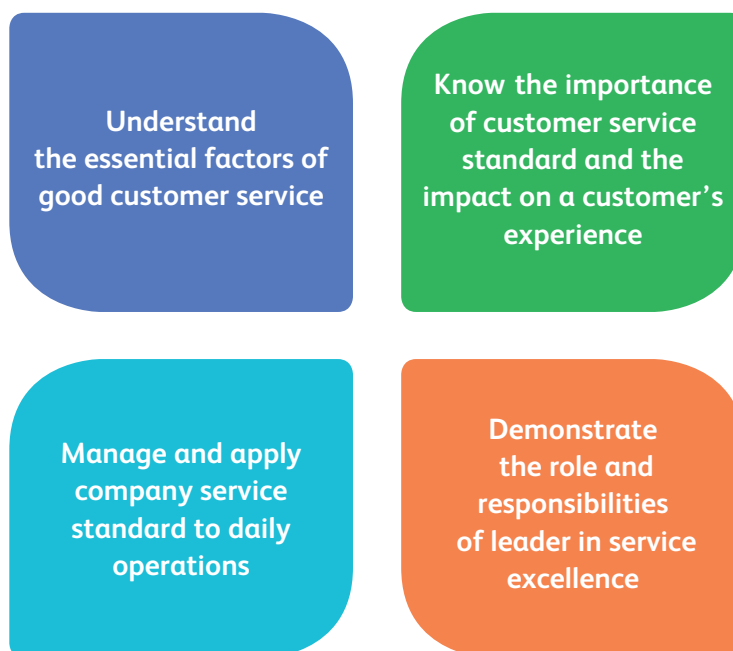 Understand
the essential factors of
good customer service
Know the importance
of customer service
standard and the
impact on a customer's
experience
Manage and apply
company service
standard to daily
operations
Demonstrate
the role and
responsibilities
of leader in service
excellence